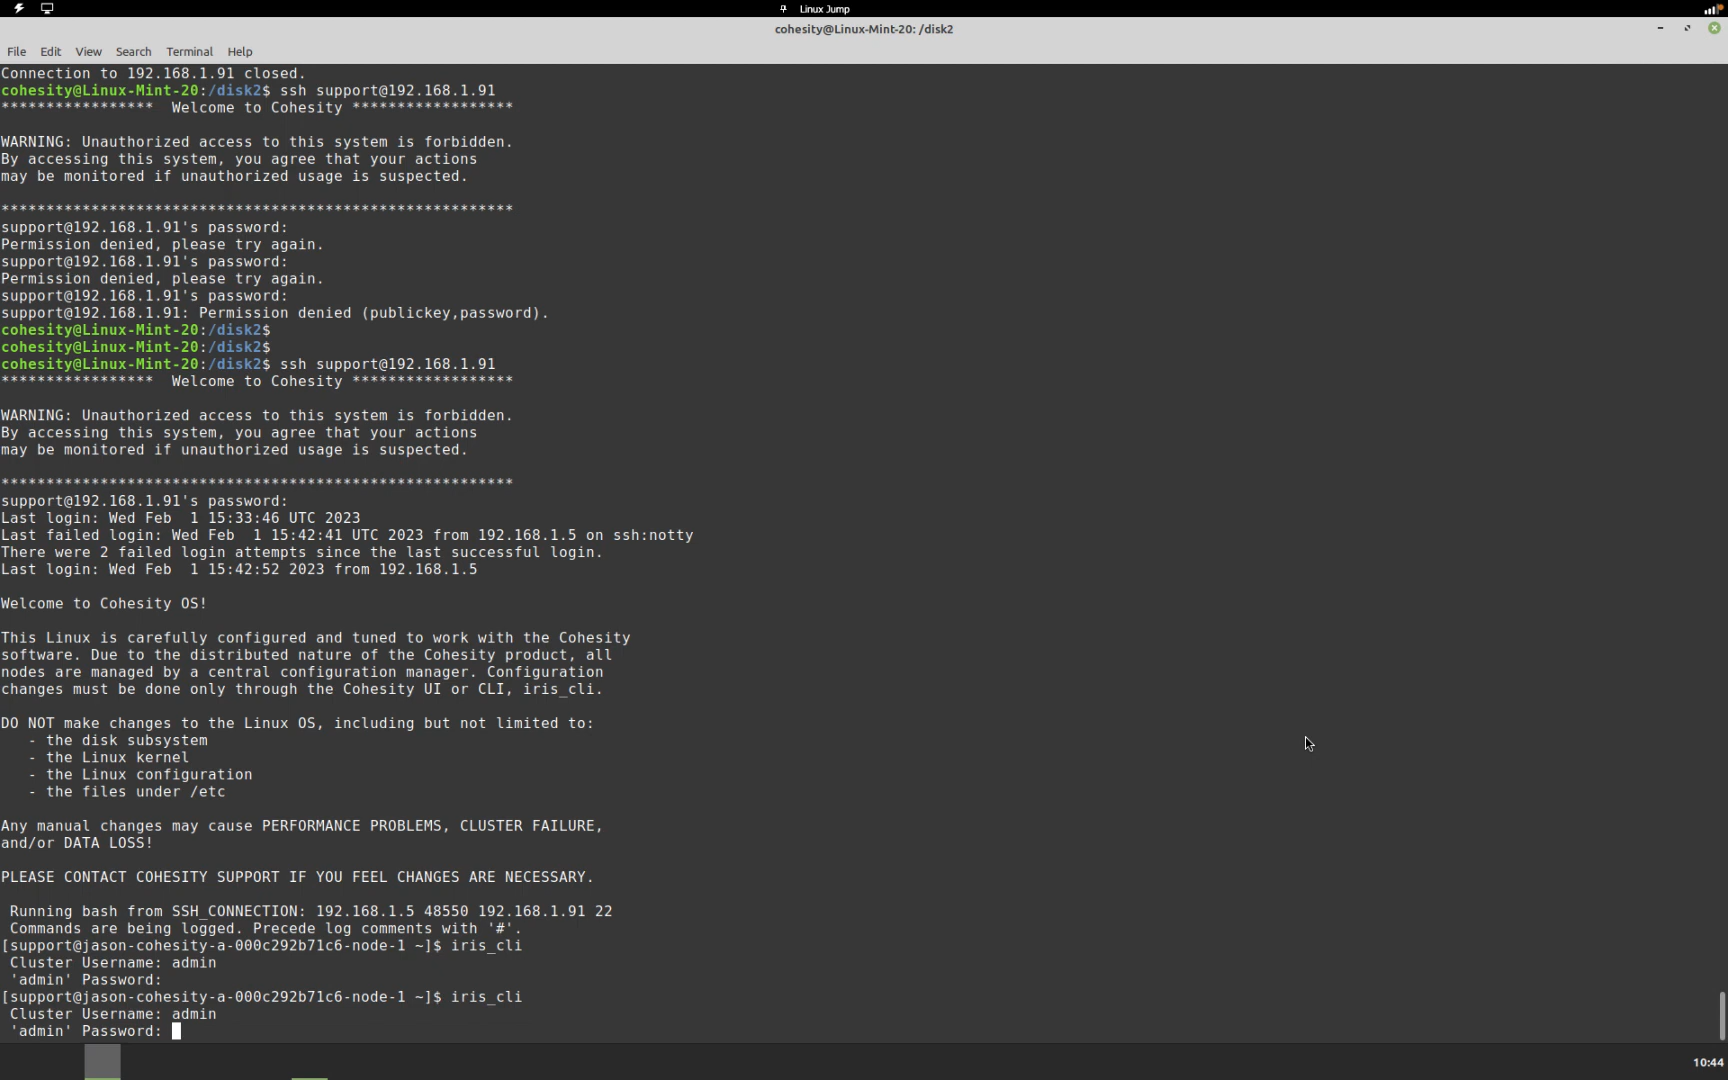 Linux Jump
cohesity@Linux-Mint-20: /disk2
File Edit View Search Terminal Help
Connection to 192.168.1.91 closed.
cohesity@Linux-Mint-20:/disk2$ ssh support@192.168.1.91
***************** Welcome to Cohesity ******************
WARNING: Unauthorized access to this system is forbidden.
By accessing this system, you agree that your actions
may be monitored if unauthorized usage is suspected.
*********************************************************
support@192.168.1.91's password:
Permission denied, please try again.
support@192.168.1.91's password:
Permission denied, please try again.
support@192.168.1.91's password:
support@192.168.1.91: Permission denied (publickey,password).
cohesity@Linux-Mint-20:/disk2$
cohesity@Linux-Mint-20:/disk2$
cohesity@Linux-Mint-20:/disk2$ ssh support@192.168.1.91
***************** Welcome to Cohesity ******************
WARNING: Unauthorized access to this system is forbidden.
By accessing this system, you agree that your actions
may be monitored if unauthorized usage is suspected.
*********************************************************
support@192.168.1.91's password:
Last login: Wed Feb  1 15:33:46 UTC 2023
Last failed login: Wed Feb  1 15:42:41 UTC 2023 from 192.168.1.5 on ssh:notty
There were 2 failed login attempts since the last successful login.
Last login: Wed Feb  1 15:42:52 2023 from 192.168.1.5
Welcome to Cohesity OS!
This Linux is carefully configured and tuned to work with the Cohesity
software. Due to the distributed nature of the Cohesity product, all
nodes are managed by a central configuration manager. Configuration
changes must be done only through the Cohesity UI or CLI, iris_cli.
DO NOT make changes to the Linux OS, including but not limited to:
- the disk subsystem
- the Linux kernel
- the Linux configuration
- the files under /etc
Any manual changes may cause PERFORMANCE PROBLEMS, CLUSTER FAILURE,
and/or DATA LOSS!
PLEASE CONTACT COHESITY SUPPORT IF YOU FEEL CHANGES ARE NECESSARY.
Running bash from SSH_CONNECTION: 192.168.1.5 48550 192.168.1.91 22
Commands are being logged. Precede log comments with '#'.
[support@jason-cohesity-a-000c292b71c6-node-1 ~]$ iris_cli
Cluster Username: admin
'admin' Password:
[support@jason-cohesity-a-000c292b71c6-node-1 ~]$ iris_cli
Cluster Username: admin
'admin' Password:
10:44